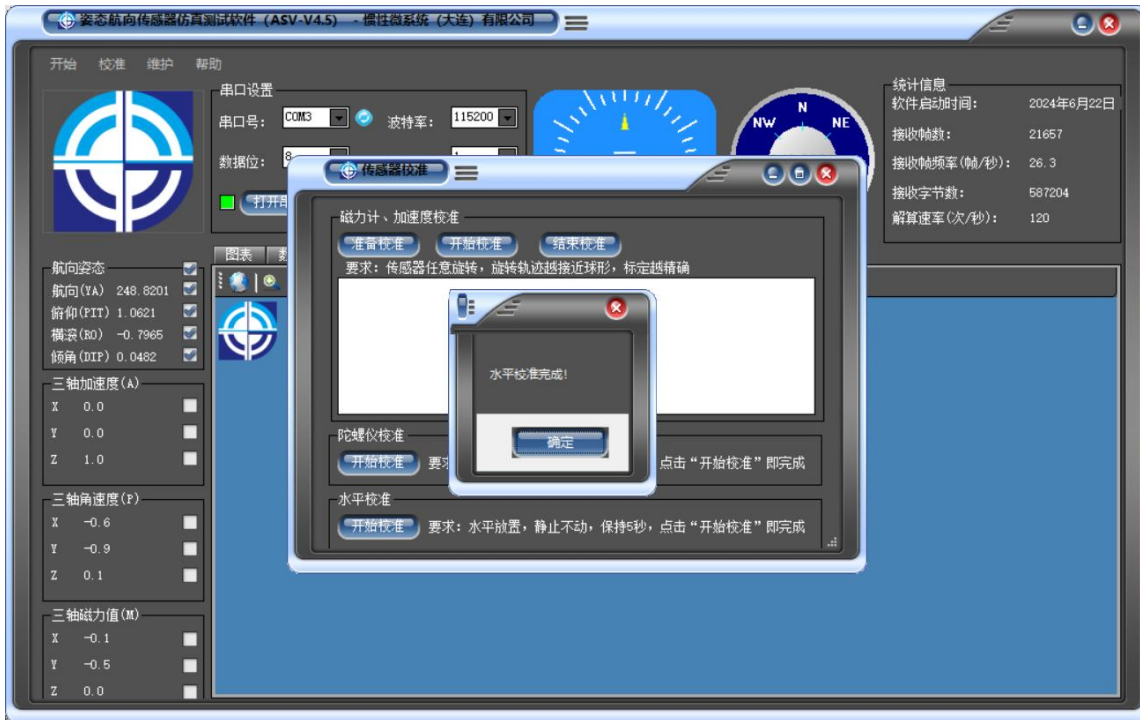 姿态航向传感器仿真测试软件 (ASV-V4.5) - 惯性微系统 (大连) 有限公司
开始 校准 维护 帮助
串口设置
串口号: COM3 波特率: 115200
数据位: 8
打开串
NW N NE
统计信息
软件启动时间: 2024年6月22日
接收帧数: 21657
接收帧频率(帧/秒): 26.3
接收字节数: 587204
解算速率(次/秒): 120
图表
航向姿态
航向(YA) 248.8201
俯仰(PIT) 1.0621
横滚(RO) -0.7965
倾角(DIP) 0.0482
三轴加速度(A)
X 0.0
Y 0.0
Z 1.0
三轴角速度(P)
X -0.6
Y -0.9
Z 0.1
三轴磁力值(M)
X -0.1
Y -0.5
Z 0.0
传感器校准
磁力计、加速度校准
准备校准 开始校准 结束校准
要求: 传感器任意旋转, 旋转轨迹越接近球形, 标定越精确
水平校准完成!
确定
陀螺仪校准
开始校准 要 点击“开始校准”即完成
水平校准
开始校准 要求: 水平放置, 静止不动, 保持5秒, 点击“开始校准”即完成